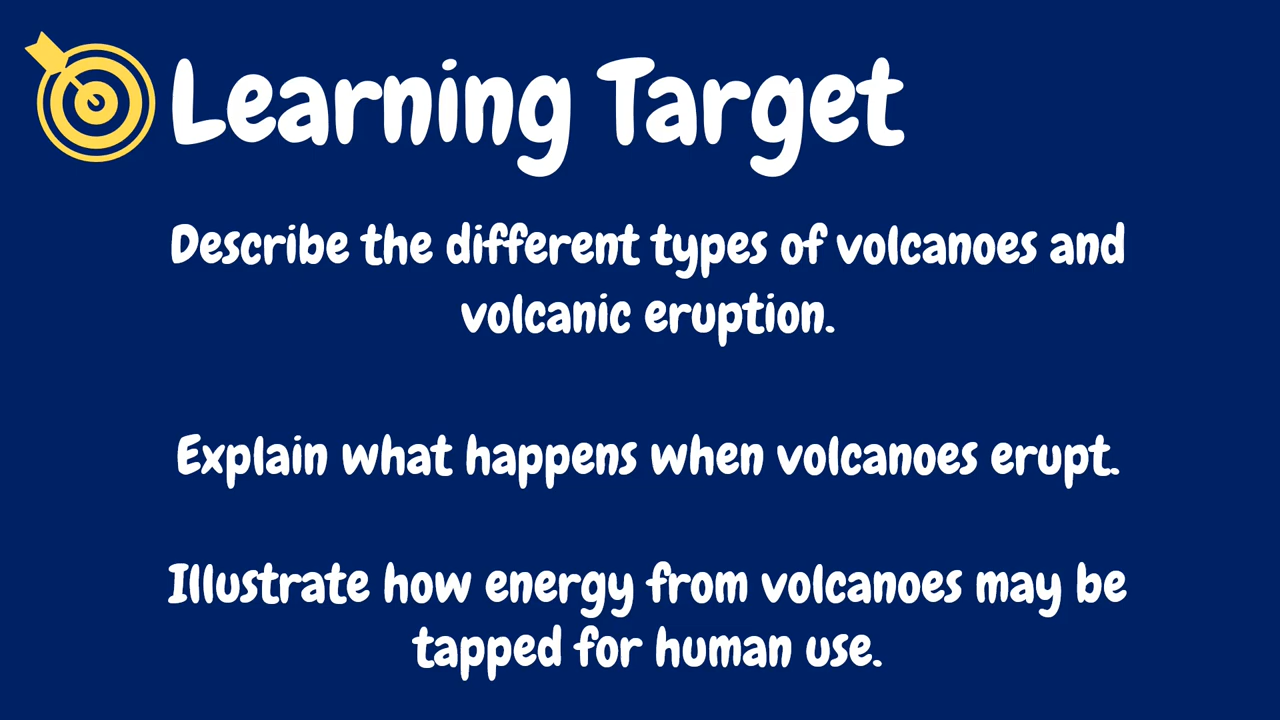 Learning Target
Describe the different types of volcanoes and
volcanic eruption.
Explain what happens when volcanoes erupt.
Illustrate how energy from volcanoes may be
tapped for human use.